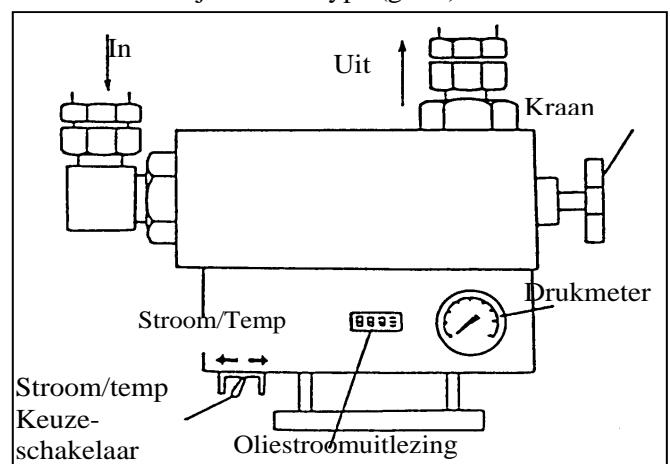 In
Uit
Kraan
Stroom/Temp
Drukmeter
Stroom/temp
Keuze-
schakelaar
Oliestroomuitlezing